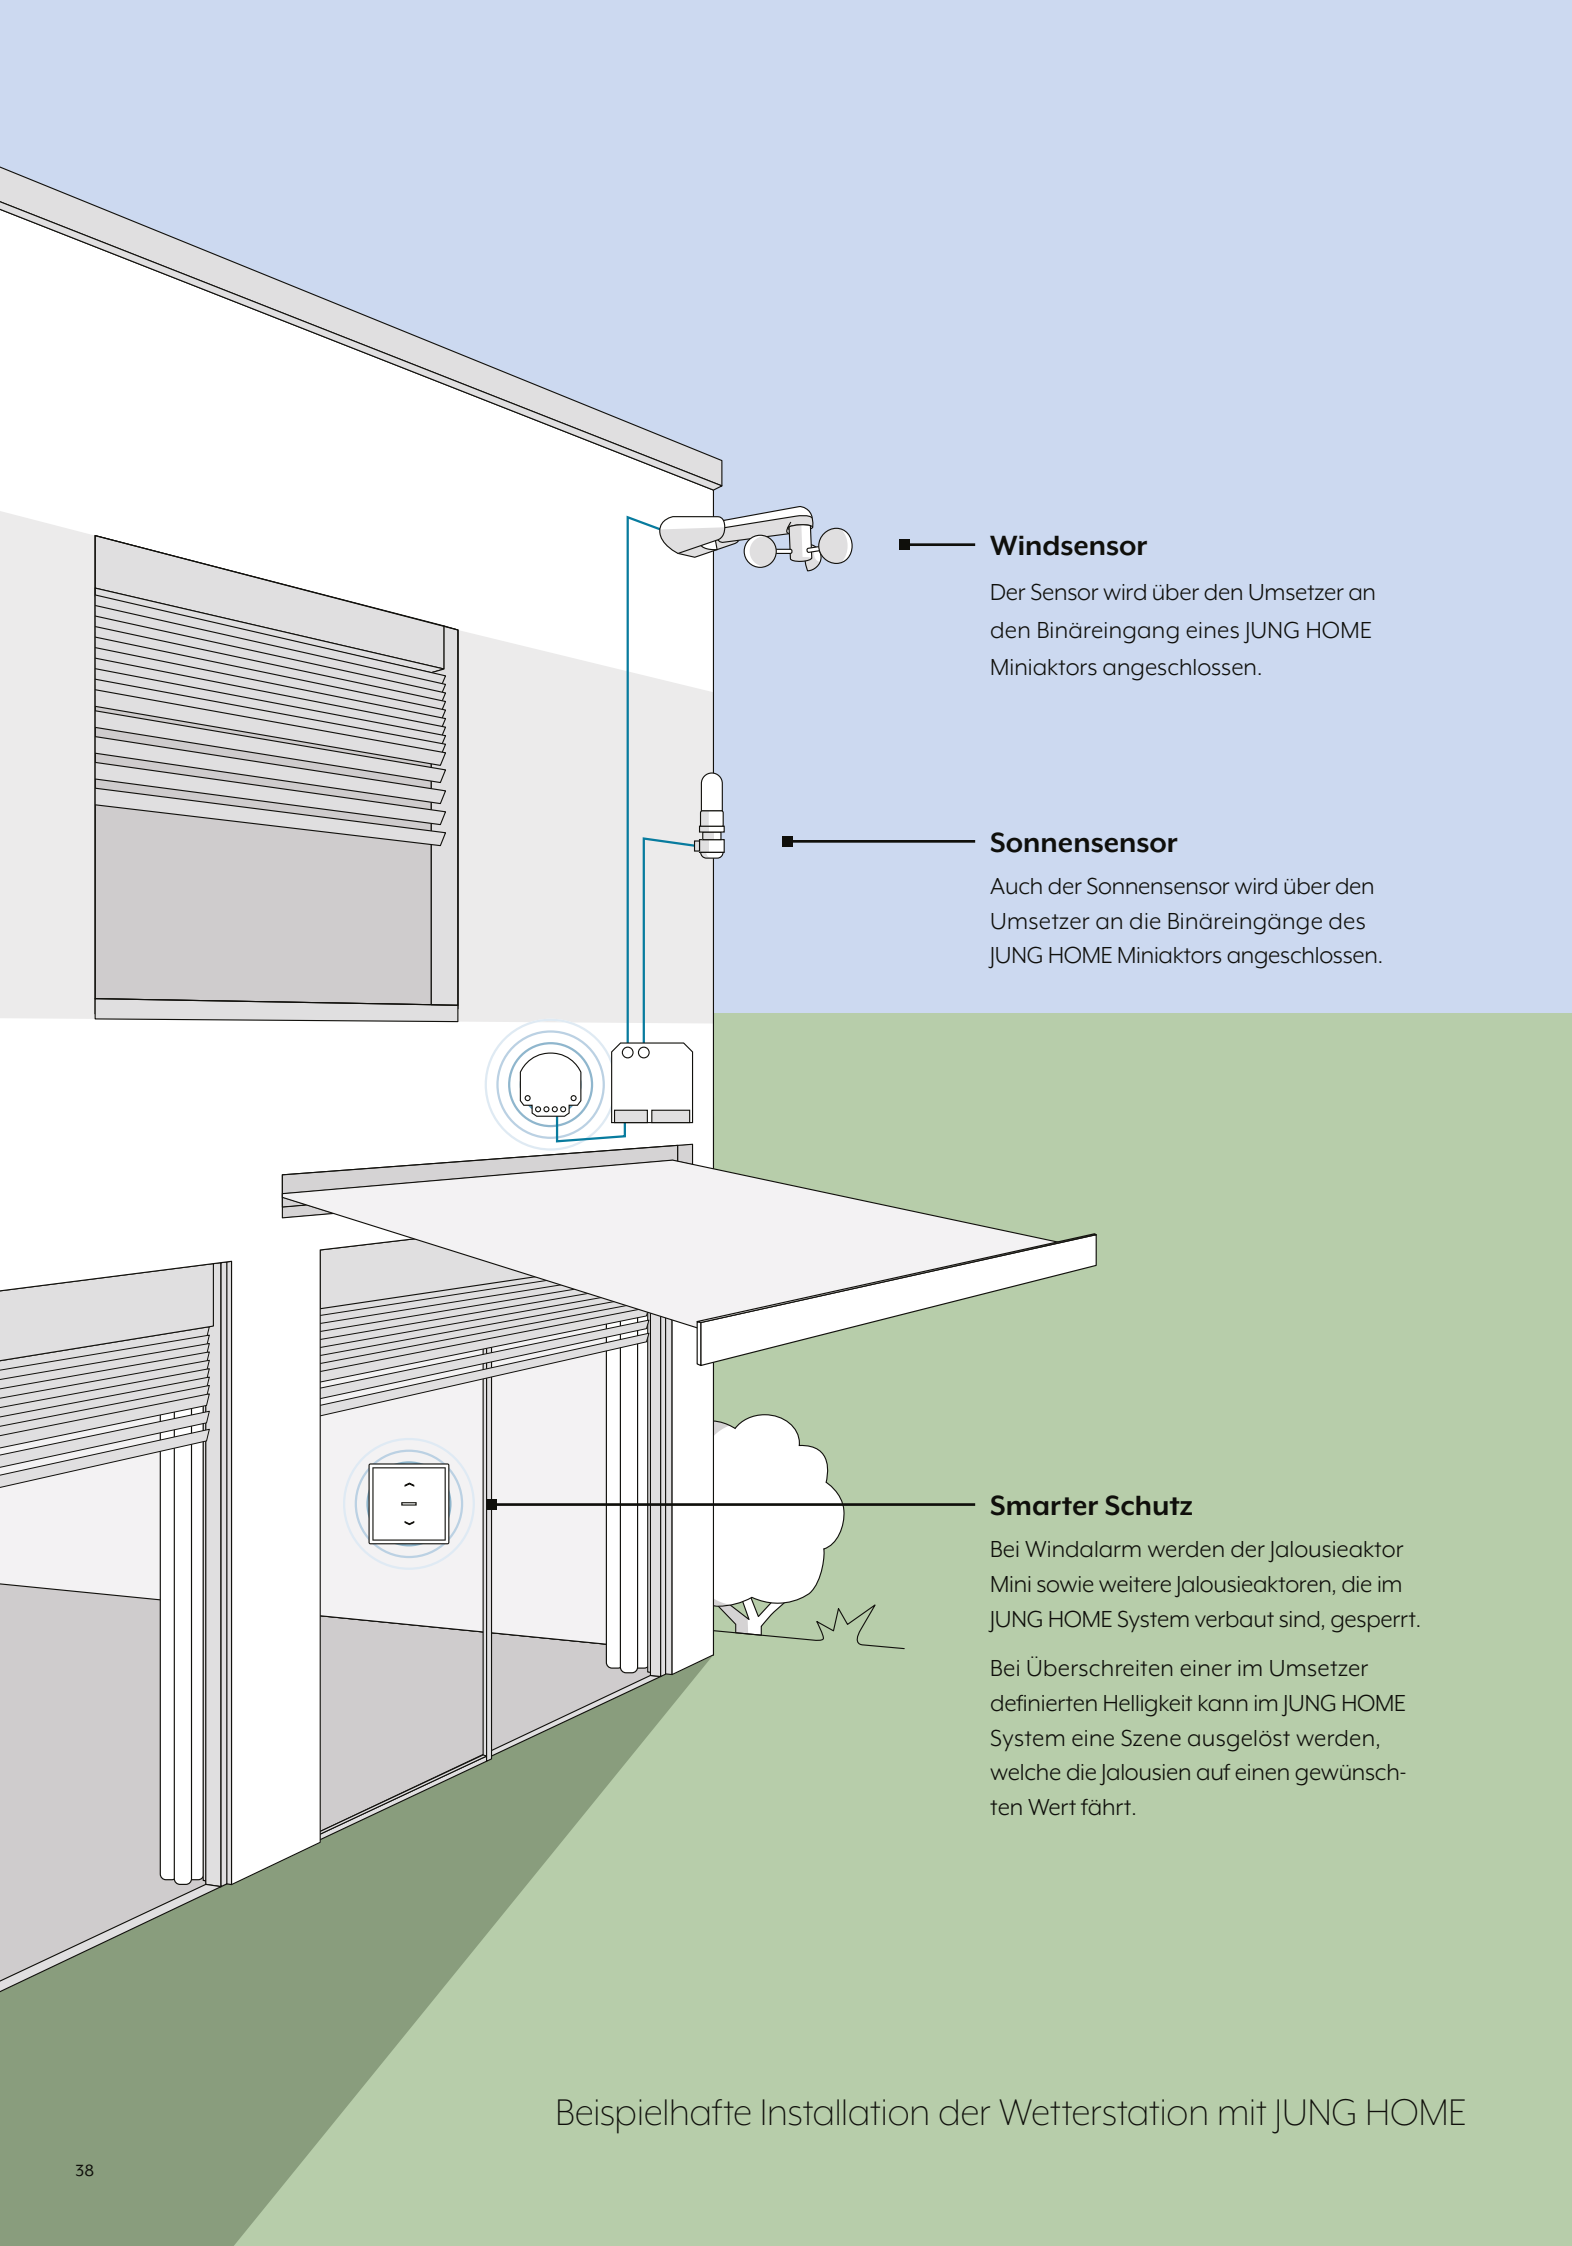 Windsensor
Der Sensor wird über den Umsetzer an
den Binäreingang eines JUNG HOME
Miniaktors angeschlossen.
Sonnensensor
Auch der Sonnensensor wird über den
Umsetzer an die Binäreingänge des
JUNG HOME Miniaktors angeschlossen.
Smarter Schutz
Bei Windalarm werden der Jalousieaktor
Mini sowie weitere Jalousieaktoren, die im
JUNG HOME System verbaut sind, gesperrt.
Bei Überschreiten einer im Umsetzer
definierten Helligkeit kann im JUNG HOME
System eine Szene ausgelöst werden,
welche die Jalousien auf einen gewünsch-
ten Wert fährt.
Beispielhafte Installation der Wetterstation mit JUNG HOME
38